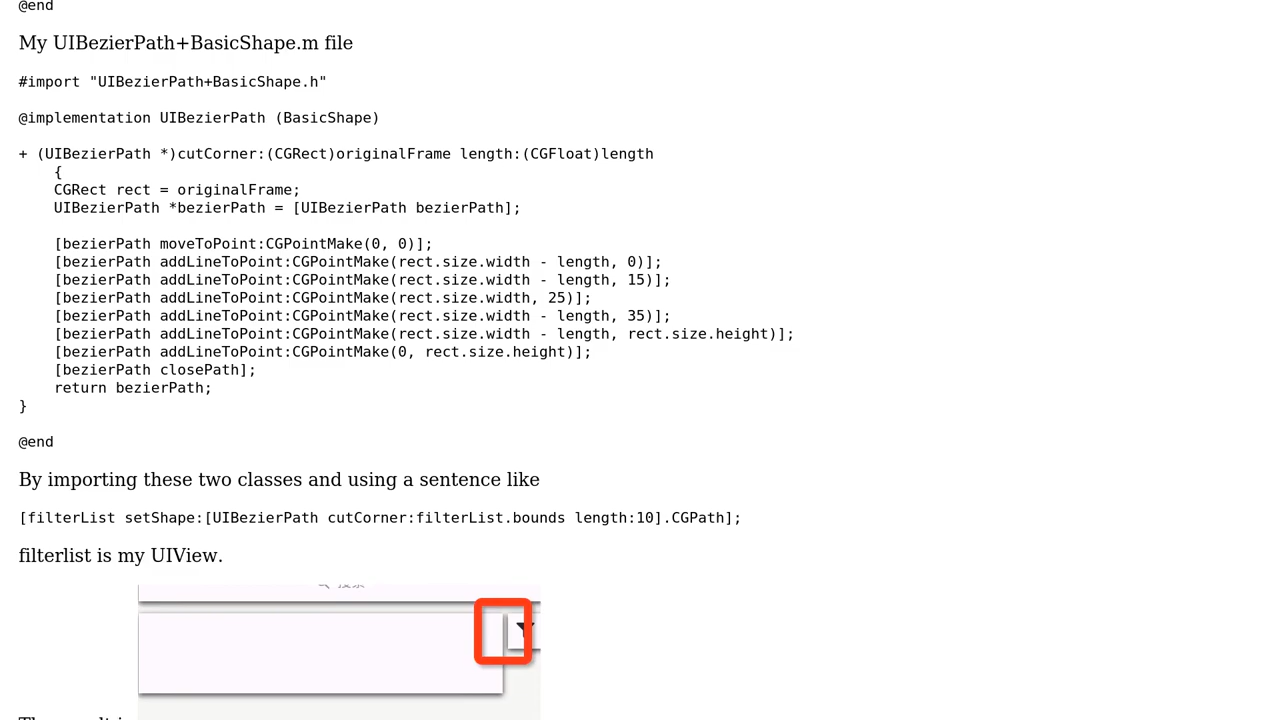 @end
My UIBezierPath+BasicShape.m file
#import "UIBezierPath+BasicShape.h"
@implementation UIBezierPath (BasicShape)
+ (UIBezierPath *)cutCorner:(CGRect)originalFrame length:(CGFloat)length
{
CGRect rect = originalFrame;
UIBezierPath *bezierPath = [UIBezierPath bezierPath];
[bezierPath moveToPoint:CGPointMake(0, 0)];
[bezierPath addLineToPoint:CGPointMake(rect.size.width - length, 0)];
[bezierPath addLineToPoint:CGPointMake(rect.size.width - length, 15)];
[bezierPath addLineToPoint:CGPointMake(rect.size.width, 25)];
[bezierPath addLineToPoint:CGPointMake(rect.size.width - length, 35)];
[bezierPath addLineToPoint:CGPointMake(rect.size.width - length, rect.size.height)];
[bezierPath addLineToPoint:CGPointMake(0, rect.size.height)];
[bezierPath closePath];
return bezierPath;
}
@end
By importing these two classes and using a sentence like
[filterList setShape:[UIBezierPath cutCorner:filterList.bounds length:10].CGPath];
filterlist is my UIView.